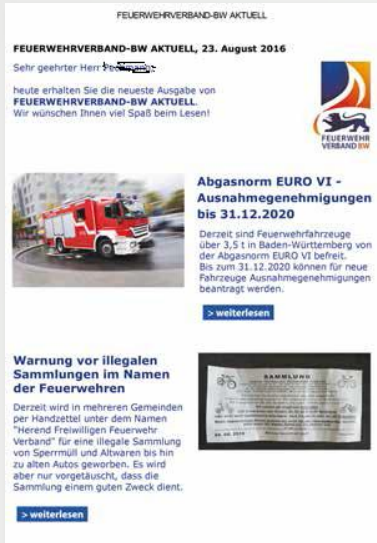 FEUERWEHRVERBAND-BW AKTUELL
FEUERWEHRVERBAND-BW AKTUELL, 23. August 2016
Sehr geehrter Herr
heute erhalten Sie die neueste Ausgabe von
FEUERWEHRVERBAND-BW AKTUELL.
Wir wünschen Ihnen viel Spaß beim Lesen!
FEUERWEHR
VERBAND BW
Abgasnorm EURO VI -
Ausnahmegenehmigungen
bis 31.12.2020
Derzeit sind Feuerwehrfahrzeuge
über 3,5 t in Baden-Württemberg von
der Abgasnorm EURO VI befreit.
Bis zum 31.12.2020 können für neue
Fahrzeuge Ausnahmegenehmigungen
beantragt werden.
> weiterlesen
Warnung vor illegalen
Sammlungen im Namen
der Feuerwehren
Derzeit wird in mehreren Gemeinden
per Handzettel unter dem Namen
"Herend Freiwilligen Feuerwehr
Verband" für eine illegale Sammlung
von Sperrmüll und Altwaren bis hin
zu alten Autos geworben. Es wird
aber nur vorgetäuscht, dass die
Sammlung einem guten Zweck dient.
> weiterlesen
SAMMLUNG